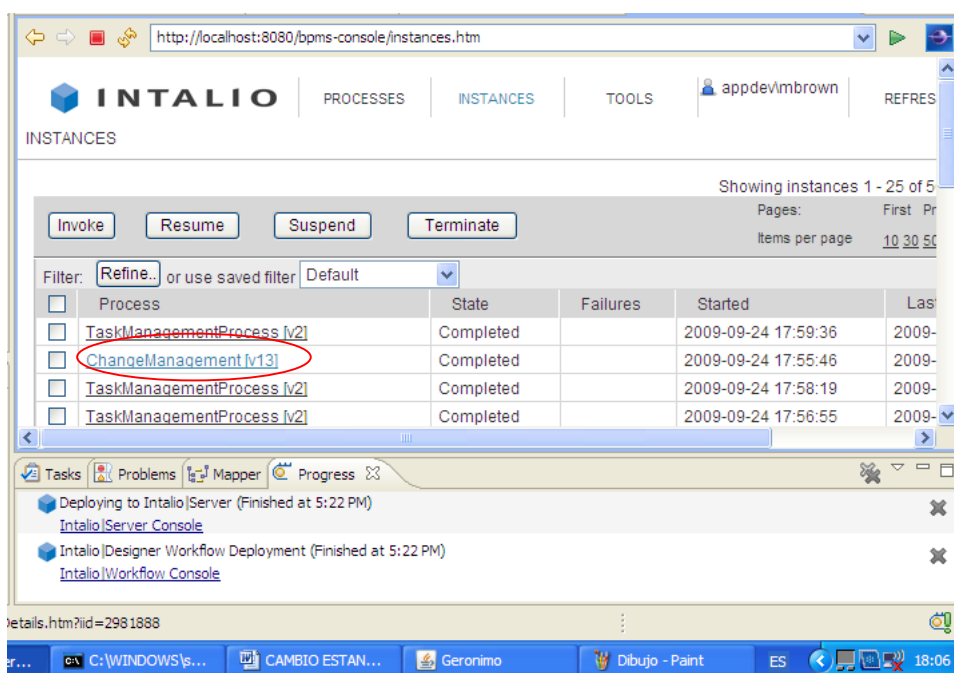 http://localhost:8080/bpms-console/instances.htm
INTALIO PROCESSES INSTANCES TOOLS appdev\mbrown REFRES
INSTANCES
Showing instances 1 - 25 of 5
Invoke Resume Suspend Terminate Pages: First Pr
Items per page 10 30 50
Filter: Refine.. or use saved filter Default
Process State Failures Started Las
TaskManagementProcess [v2] Completed 2009-09-24 17:59:36 2009-
ChangeManagement [v13] Completed 2009-09-24 17:55:46 2009-
TaskManagementProcess [v2] Completed 2009-09-24 17:58:19 2009-
TaskManagementProcess [v2] Completed 2009-09-24 17:56:55 2009-
Tasks Problems Mapper Progress
Deploying to Intalio|Server (Finished at 5:22 PM)
Intalio|Server Console
Intalio|Designer Workflow Deployment (Finished at 5:22 PM)
Intalio|Workflow Console
Details.htm?iid=2981888
er... C:\WINDOWS\s... CAMBIO ESTAN... Geronimo Dibujo - Paint ES 18:06